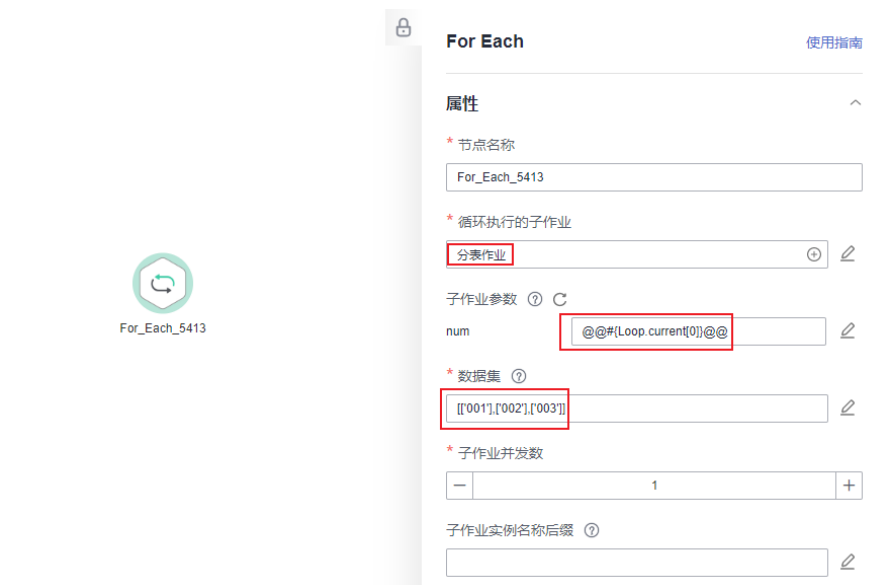 For Each
使用指南
属性
* 节点名称
For_Each_5413
* 循环执行的子作业
分表作业
子作业参数
num
@@#{Loop.current[0]}@@
* 数据集
[['001'],['002'],['003']]
* 子作业并发数
1
子作业实例名称后缀
For_Each_5413